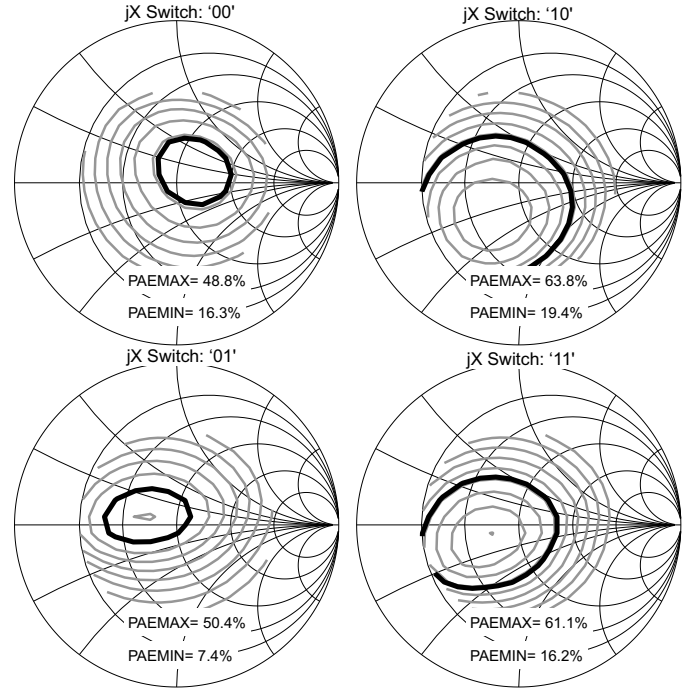 jX Switch: ‘00'
jX Switch: ‘10'
PAEMAX= 48.8%
PAEMIN= 16.3%
PAEMAX= 63.8%
PAEMIN= 19.4%
jX Switch: ‘01'
jX Switch: ‘11'
PAEMAX= 50.4%
PAEMIN= 7.4%
PAEMAX= 61.1%
PAEMIN= 16.2%